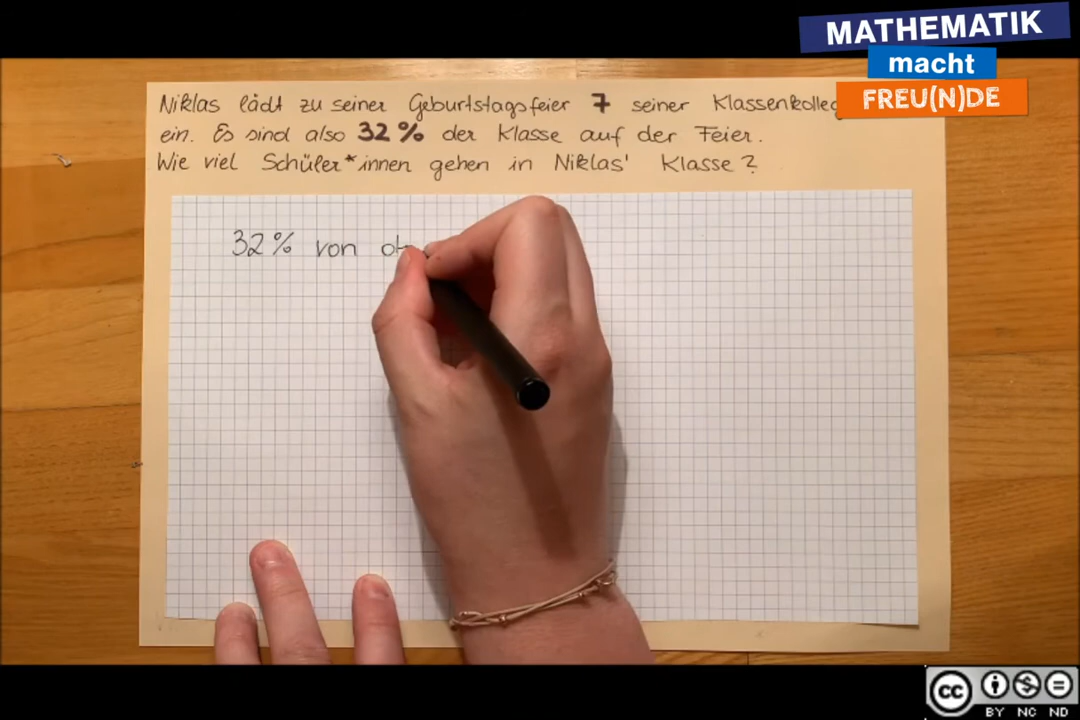 MATHEMATIK
macht
FREU(N)DE
Niklas lädt zu seiner Geburtstagsfeier 7 seiner
ein. Es sind also 32% der Klasse auf der Feier.
Wie viel Schüler*innen gehen in Niklas' Klasse?
32% von
cc
BY NC ND